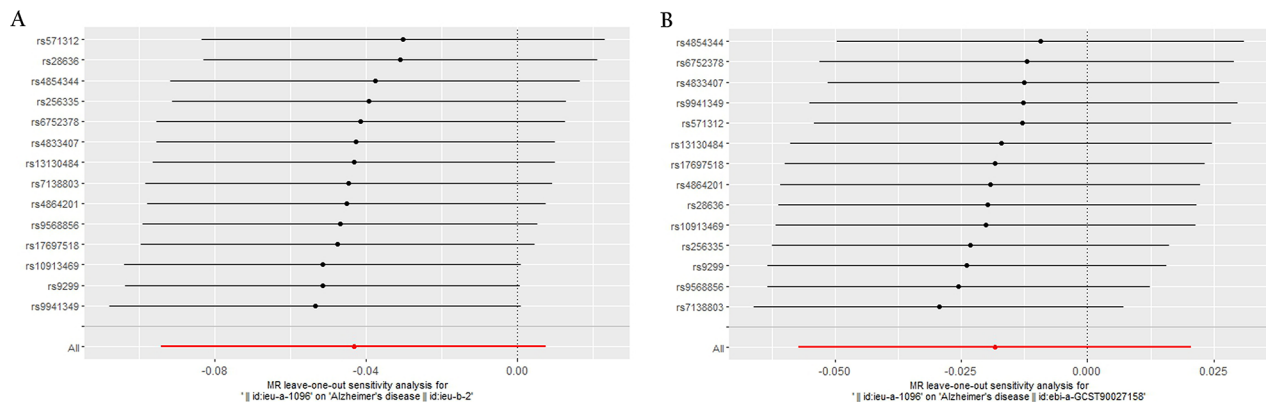 A
rs571312
rs28636
rs4854344
rs256335
rs6752378
rs4833407
rs13130484
rs7138803
rs4864201
rs9568856
rs17697518
rs10913469
rs9299
rs9941349
All
-0.08
-0.04
0.00
MR leave-one-out sensitivity analysis for
' || id:ieu-a-1096' on 'Alzheimer's disease || id:ieu-b-2'
B
rs4854344
rs6752378
rs4833407
rs9941349
rs571312
rs13130484
rs17697518
rs4864201
rs28636
rs10913469
rs256335
rs9299
rs9568856
rs7138803
All
-0.050
-0.025
0.000
0.025
MR leave-one-out sensitivity analysis for
' || id:ieu-a-1096' on 'Alzheimer's disease || id:ebi-a-GCST90027158'